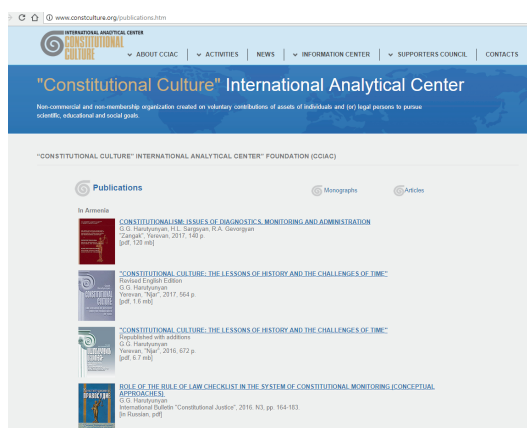 www.constculture.org/publications.htm
INTERNATIONAL ANALYTICAL CENTER
CONSTITUTIONAL
CULTURE
ABOUT CCIAC
ACTIVITIES
NEWS
INFORMATION CENTER
SUPPORTERS COUNCIL
CONTACTS
"Constitutional Culture" International Analytical Center
Non-commercial and non-membership organization created on voluntary contributions of assets of individuals and (or) legal persons to pursue
scientific, educational and social goals.
"CONSTITUTIONAL CULTURE" INTERNATIONAL ANALYTICAL CENTER" FOUNDATION (CCIAC)
Publications
Monographs
Articles
In Armenia
CONSTITUTIONALISM: ISSUES OF DIAGNOSTICS, MONITORING AND ADMINISTRATION
G.G. Harutyunyan, H.L. Sargsyan, R.A. Gevorgyan
"Zangak", Yerevan, 2017, 140 p.
[pdf, 120 mb]
"CONSTITUTIONAL CULTURE: THE LESSONS OF HISTORY AND THE CHALLENGES OF TIME"
Revised English Edition
G.G. Harutyunyan
Yerevan, "Njar", 2017, 564 p.
[pdf, 1.6 mb]
CONSTITUTIONAL
CULTURE
"CONSTITUTIONAL CULTURE: THE LESSONS OF HISTORY AND THE CHALLENGES OF TIME"
Republished with additions
G.G. Harutyunyan
Yerevan, "Njar", 2016, 672 p.
[pdf, 6.7 mb]
ROLE OF THE RULE OF LAW CHECKLIST IN THE SYSTEM OF CONSTITUTIONAL MONITORING (CONCEPTUAL
APPROACHES)
G.G. Harutyunyan
International Bulletin "Constitutional Justice", 2016. N3, pp. 164-183.
[in Russian, pdf]
ПРАВОСУДИЕ